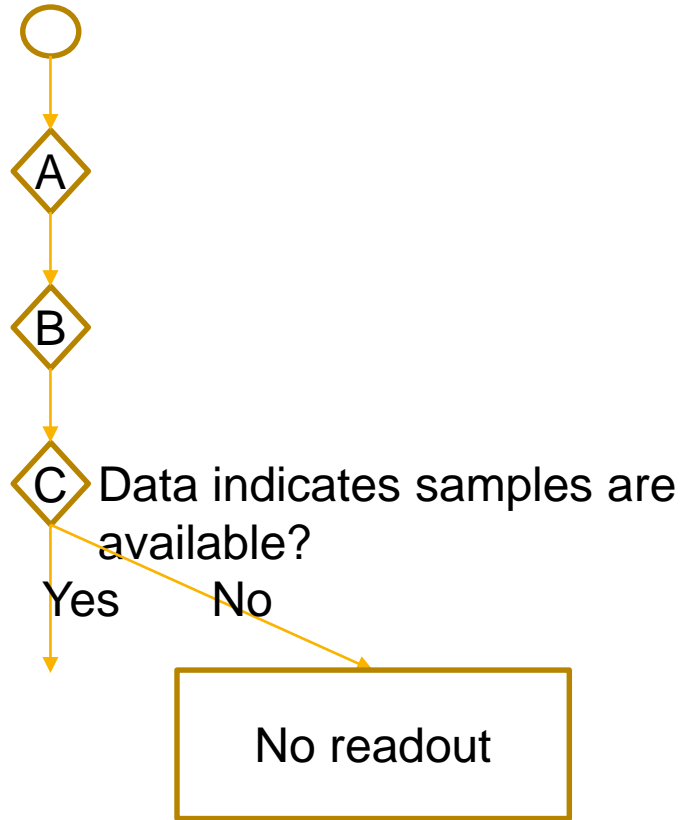 A
B
C
Data indicates samples are
available?
Yes
No
No readout